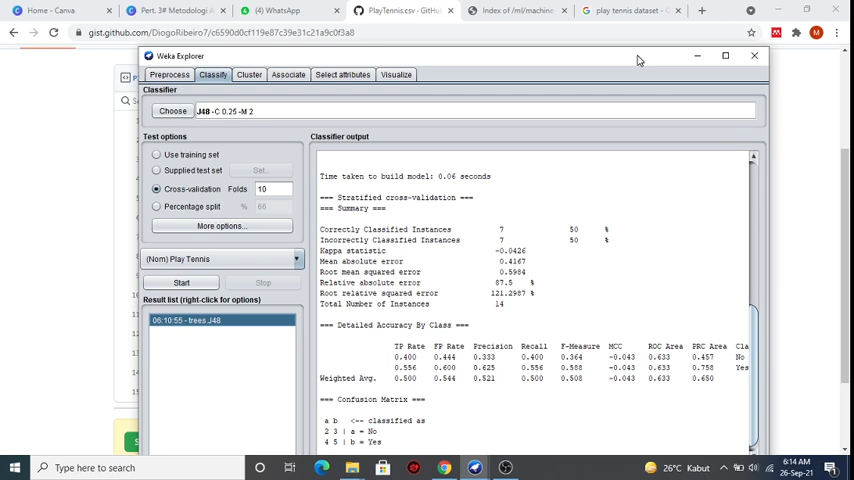 Home - Canva
Pert. 3# Metodologi A
(4) WhatsApp
PlayTennis.csv - GitHu
Index of /ml/machine
play tennis dataset - G
gist.github.com/DiogoRibeiro7/c6590d0cf119e87c39e31c21a9c0f3a8
Weka Explorer
Preprocess Classify Cluster Associate Select attributes Visualize
Classifier
Choose J48 -C 0.25 -M 2
Test options
Use training set
Supplied test set Set...
Cross-validation Folds 10
Percentage split % 66
More options...
(Nom) Play Tennis
Start Stop
Result list (right-click for options)
06:10:55 - trees.J48
Classifier output
Time taken to build model: 0.06 seconds
=== Stratified cross-validation ===
=== Summary ===
Correctly Classified Instances 7 50 %
Incorrectly Classified Instances 7 50 %
Kappa statistic -0.0426
Mean absolute error 0.4167
Root mean squared error 0.5984
Relative absolute error 87.5 %
Root relative squared error 121.2987 %
Total Number of Instances 14
=== Detailed Accuracy By Class ===
TP Rate FP Rate Precision Recall F-Measure MCC ROC Area PRC Area Cla
0.400 0.444 0.333 0.400 0.364 -0.043 0.633 0.457 No
0.556 0.600 0.625 0.556 0.588 -0.043 0.633 0.758 Yes
Weighted Avg. 0.500 0.544 0.521 0.500 0.508 -0.043 0.633 0.650
=== Confusion Matrix ===
a b <-- classified as
2 3 | a = No
4 5 | b = Yes
Type here to search
26°C Kabut
6:14 AM
26-Sep-21